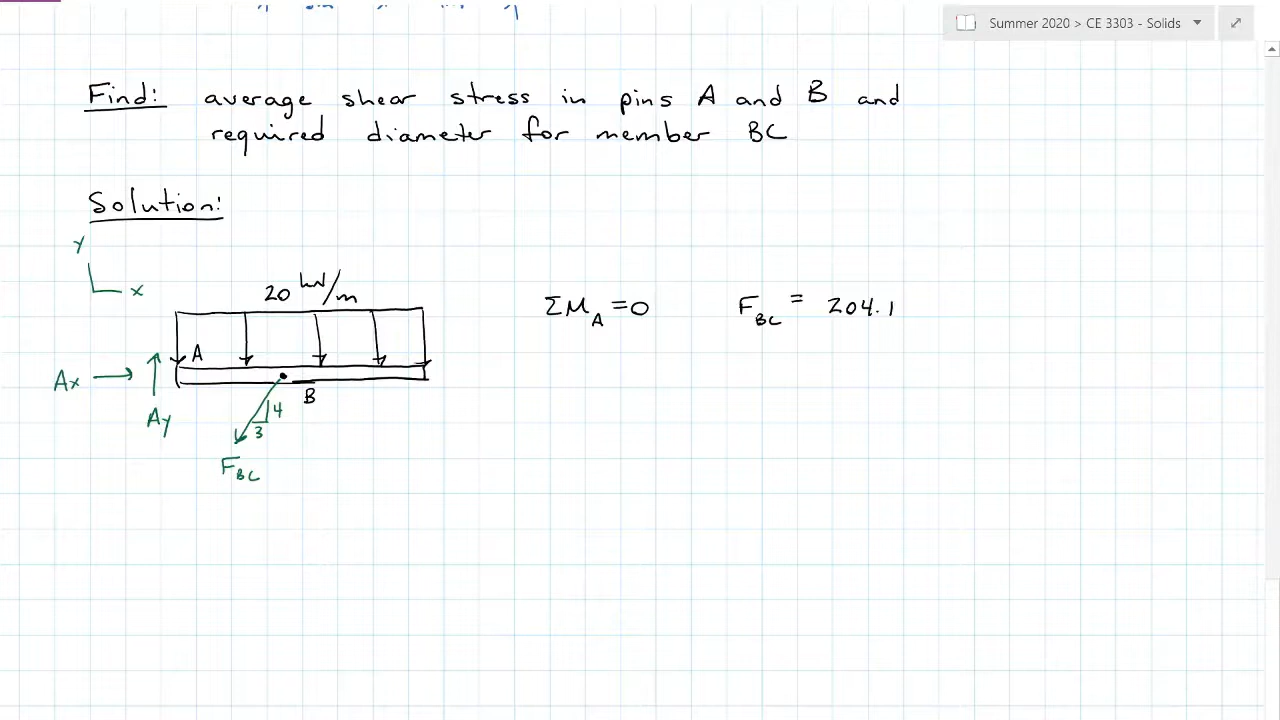 Summer 2020 > CE 3303 - Solids
Find: average shear stress in pins A and B and
required diameter for member BC
Solution:
Y
x
20 kN/m
A
Ax
Ay
B
4
3
F_BC
ΣM_A = 0
F_BC = 204.1